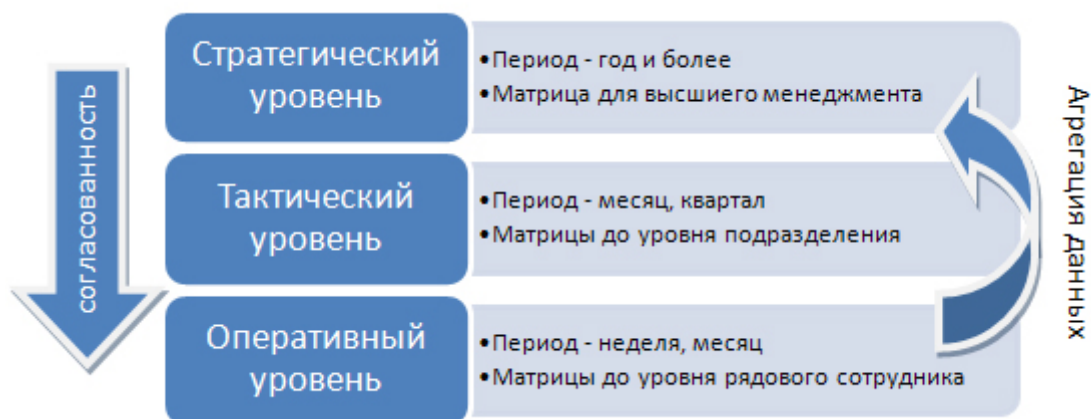 согласованность
Стратегический
уровень
•Период - год и более
•Матрица для высшиего менеджмента
Тактический
уровень
•Период - месяц, квартал
•Матрицы до уровня подразделения
Оперативный
уровень
•Период - неделя, месяц
•Матрицы до уровня рядового сотрудника
Агрегация данных